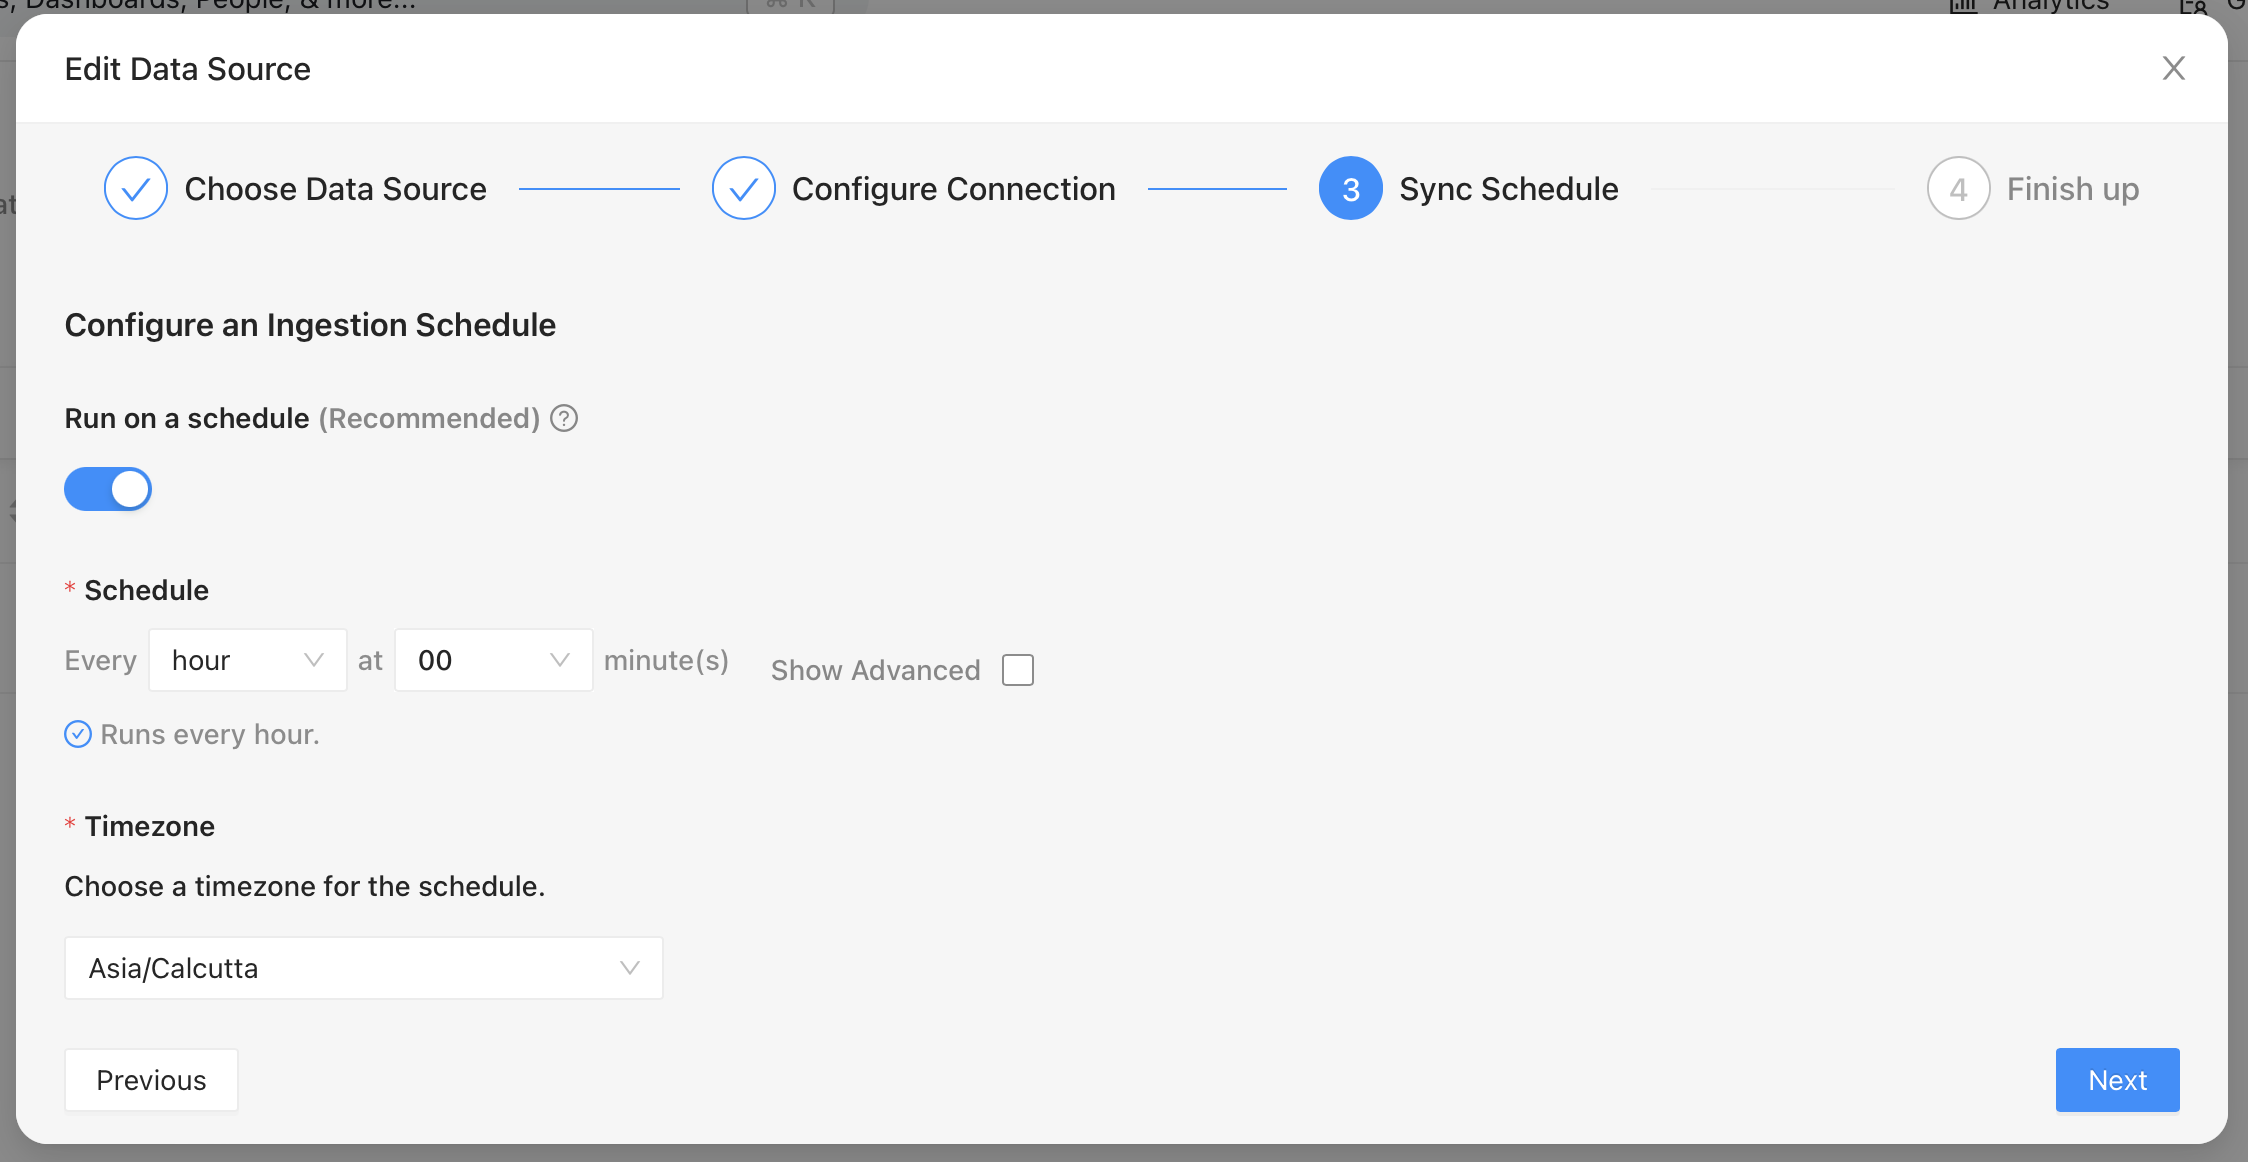 Dashboards, People, & more...
⌘ K
Analytics
Edit Data Source
Choose Data Source
Configure Connection
3 Sync Schedule
4 Finish up
Configure an Ingestion Schedule
Run on a schedule (Recommended) ?
* Schedule
Every hour at 00 minute(s) Show Advanced
Runs every hour.
* Timezone
Choose a timezone for the schedule.
Asia/Calcutta
Previous
Next